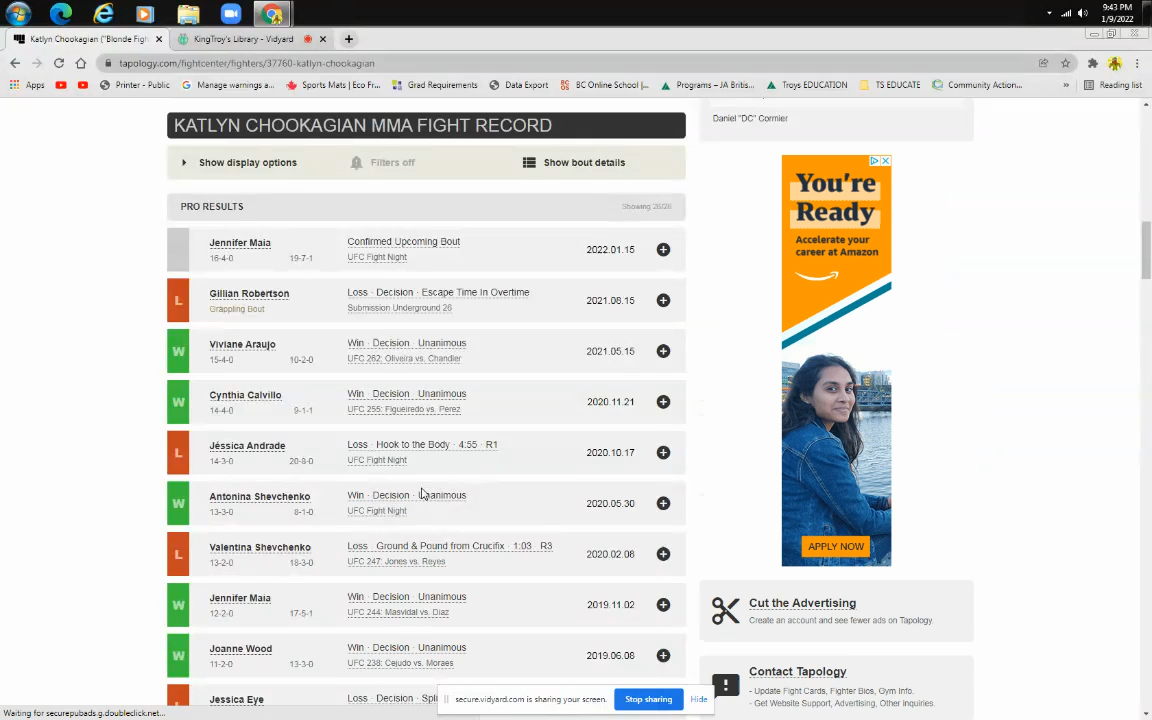 9:43 PM
1/9/2022
Katlyn Chookagian ("Blonde Figh
KingTroy's Library - Vidyard
tapology.com/fightcenter/fighters/37760-katlyn-chookagian
Apps
Printer - Public
Manage warnings a...
Sports Mats | Eco Fr...
Grad Requirements
Data Export
BC Online School |...
Programs – JA Britis...
Troys EDUCATION
TS EDUCATE
Community Action...
»
Reading list
Daniel "DC" Cormier
KATLYN CHOOKAGIAN MMA FIGHT RECORD
Show display options
Filters off
Show bout details
PRO RESULTS
Showing 26/26
Jennifer Maia
Confirmed Upcoming Bout
16-4-0
19-7-1
UFC Fight Night
2022.01.15
L
Gillian Robertson
Loss · Decision · Escape Time In Overtime
Grappling Bout
Submission Underground 26
2021.08.15
W
Viviane Araujo
Win · Decision · Unanimous
15-4-0
10-2-0
UFC 262: Oliveira vs. Chandler
2021.05.15
W
Cynthia Calvillo
Win · Decision · Unanimous
14-4-0
9-1-1
UFC 255: Figueiredo vs. Perez
2020.11.21
L
Jéssica Andrade
Loss · Hook to the Body · 4:55 · R1
14-3-0
20-8-0
UFC Fight Night
2020.10.17
W
Antonina Shevchenko
Win · Decision · Unanimous
13-3-0
8-1-0
UFC Fight Night
2020.05.30
L
Valentina Shevchenko
Loss · Ground & Pound from Crucifix · 1:03 · R3
13-2-0
18-3-0
UFC 247: Jones vs. Reyes
2020.02.08
W
Jennifer Maia
Win · Decision · Unanimous
12-2-0
17-5-1
UFC 244: Masvidal vs. Diaz
2019.11.02
W
Joanne Wood
Win · Decision · Unanimous
11-2-0
13-3-0
UFC 238: Cejudo vs. Moraes
2019.06.08
Jessica Eye
Loss · Decision · Spli
You're
Ready
Accelerate your
career at Amazon
APPLY NOW
Cut the Advertising
Create an account and see fewer ads on Tapology.
Contact Tapology
- Update Fight Cards, Fighter Bios, Gym Info.
- Get Website Support, Advertising, Other Inquiries.
secure.vidyard.com is sharing your screen.
Stop sharing
Hide
Waiting for securepubads.g.doubleclick.net...